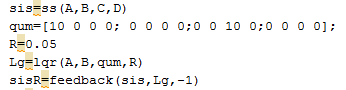 sis=ss(A,B,C,D)
qum=[10 0 0 0; 0 0 0 0;0 0 10 0;0 0 0 0];
R=0.05
Lg=lqr(A,B,qum,R)
sisR=feedback(sis,Lg,-1)